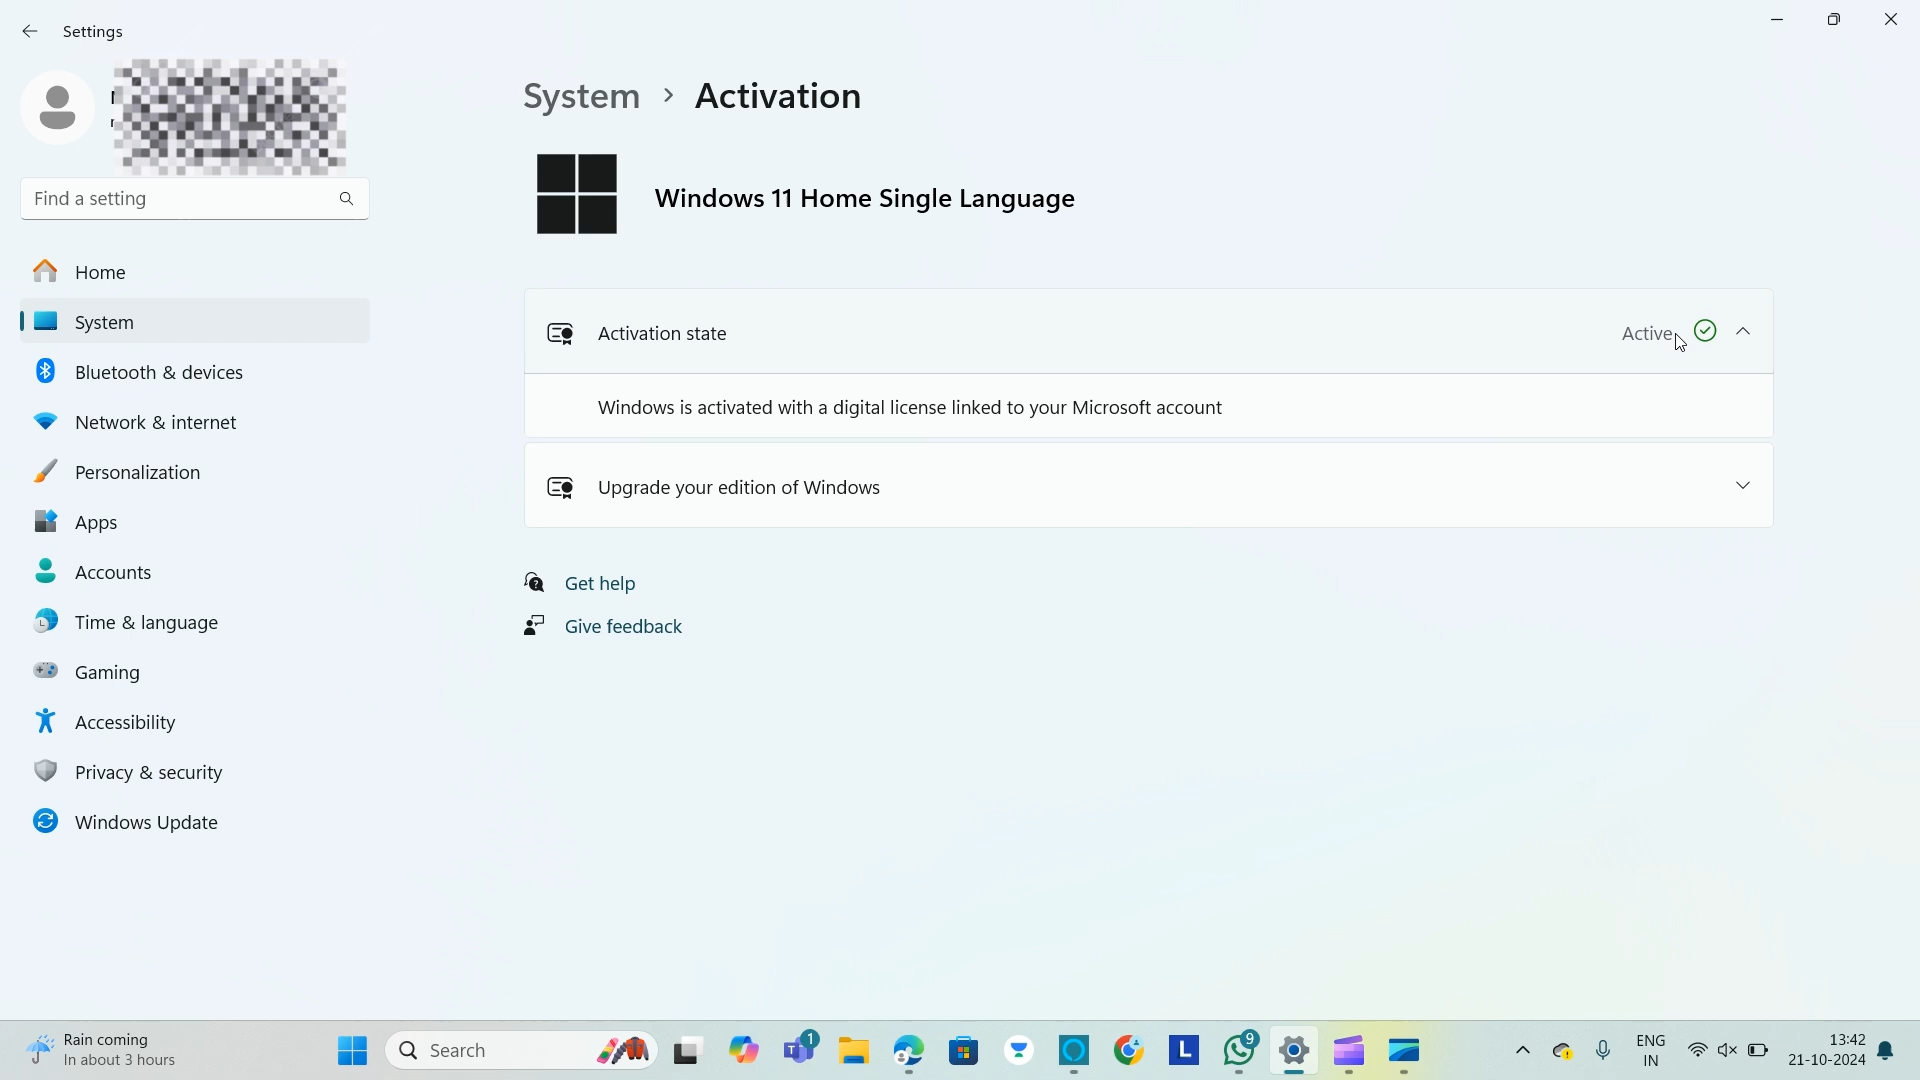 Settings
System > Activation
Windows 11 Home Single Language
Find a setting
Home
System
Bluetooth & devices
Network & internet
Personalization
Apps
Accounts
Time & language
Gaming
Accessibility
Privacy & security
Windows Update
Activation state
Active
Windows is activated with a digital license linked to your Microsoft account
Upgrade your edition of Windows
Get help
Give feedback
Rain coming
In about 3 hours
Search
1
L
9
ENG
IN
13:42
21-10-2024